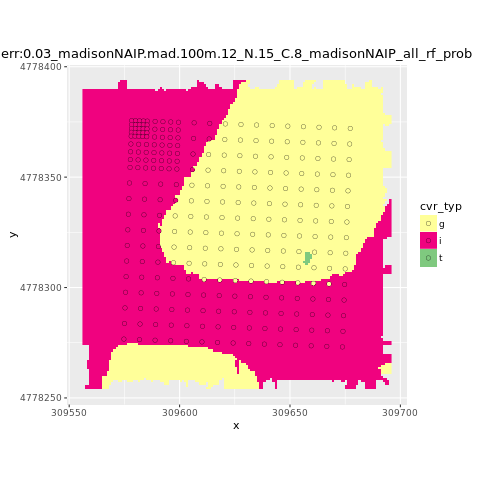 err:0.03_madisonNAIP.mad.100m.12_N.15_C.8_madisonNAIP_all_rf_prob
4778400
4778350
4778300
4778250
y
309550
309600
309650
309700
x
cvr_typ
g
i
t